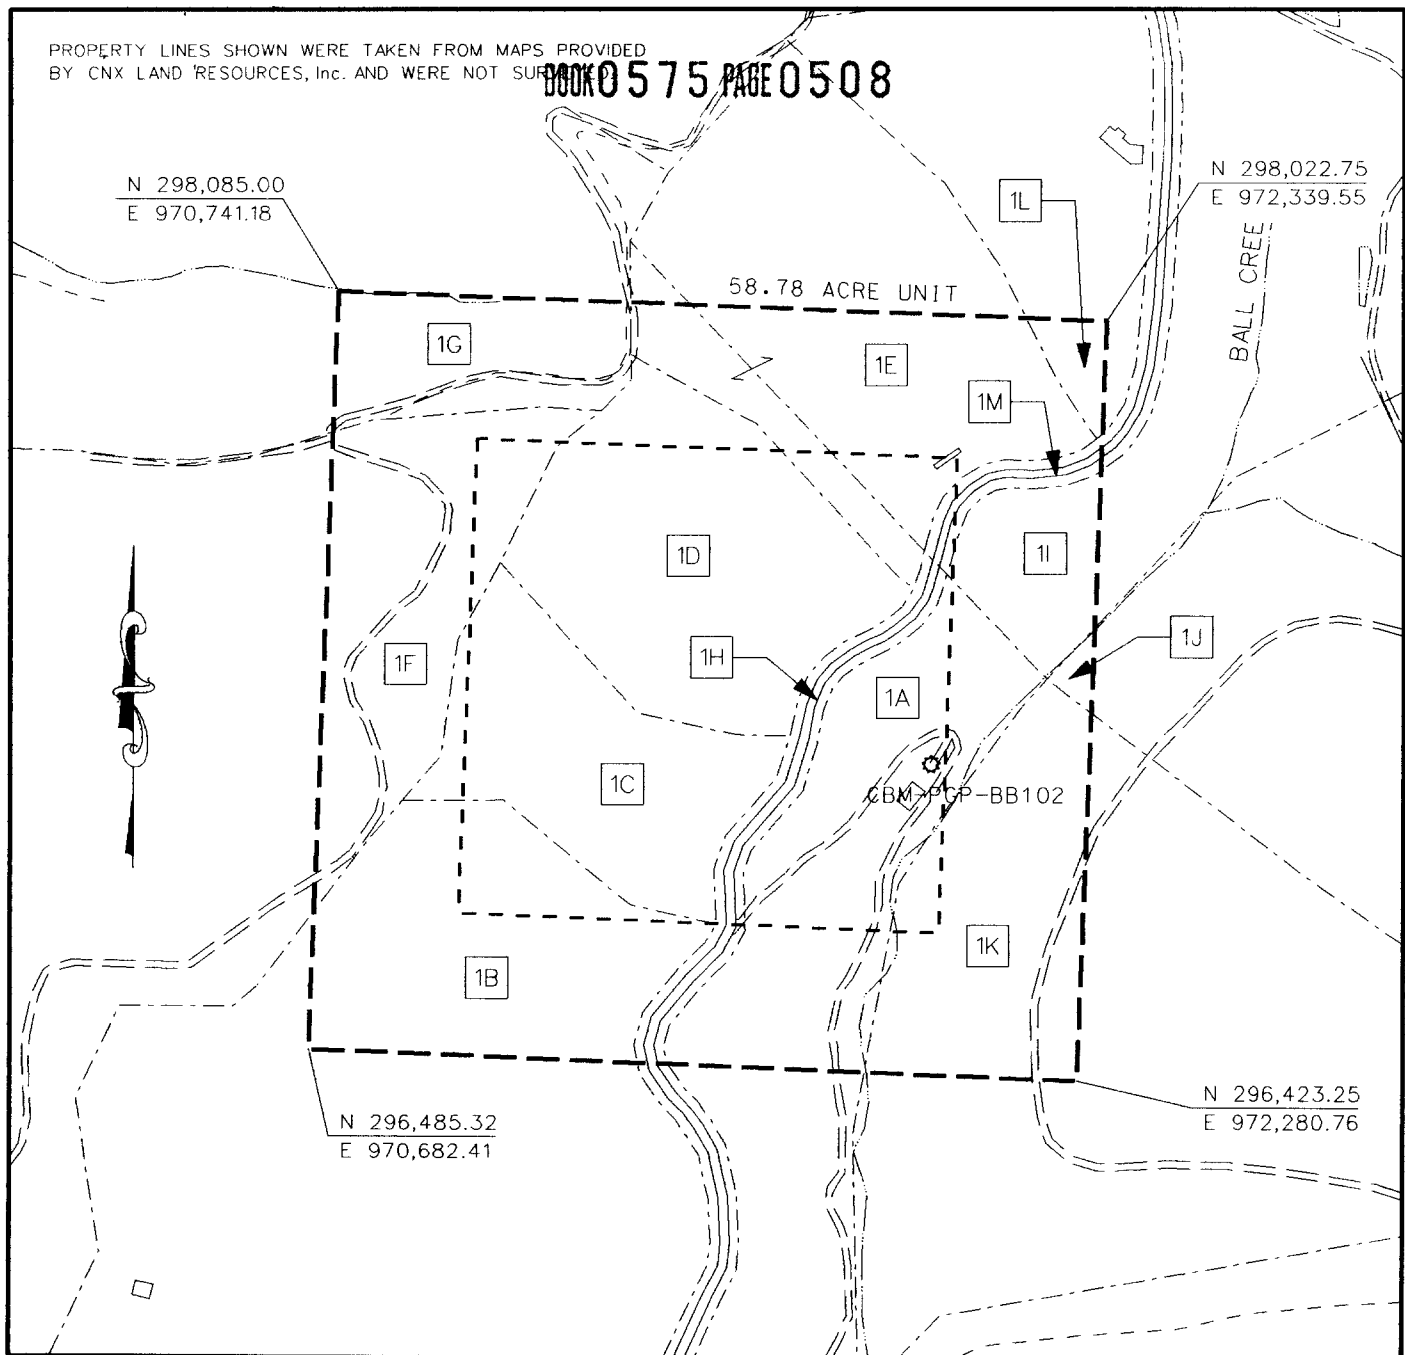 PROPERTY LINES SHOWN WERE TAKEN FROM MAPS PROVIDED
BY CNX LAND RESOURCES, Inc. AND WERE NOT
BOOK 0575 PAGE 0508
N 298,085.00
E 970,741.18
N 298,022.75
E 972,339.55
1L
BALL CREE
58.78 ACRE UNIT
1G
1E
1M
1D
1I
1H
1F
1J
1A
1C
CBM-PGP-BB102
1K
1B
N 296,485.32
E 970,682.41
N 296,423.25
E 972,280.76